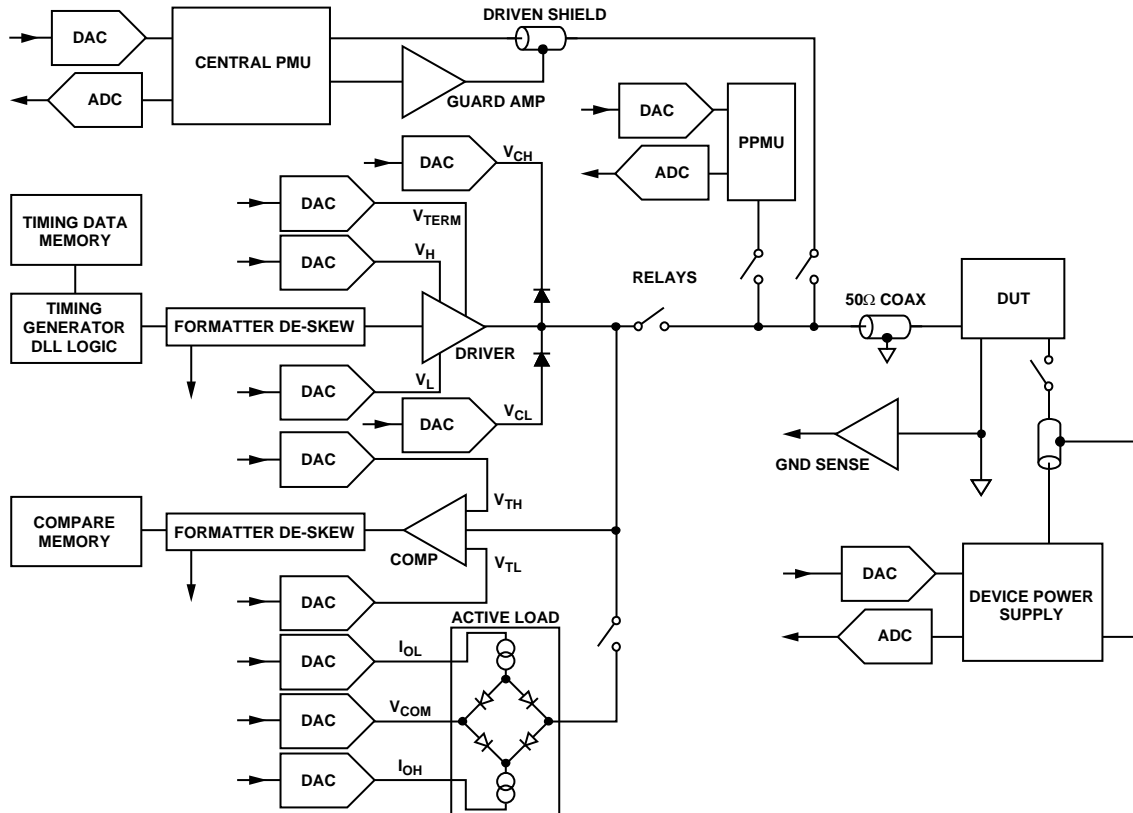 DRIVEN SHIELD
DAC
CENTRAL PMU
ADC
GUARD AMP
DAC
PPMU
ADC
DAC
V_CH
DAC
V_TERM
TIMING DATA
MEMORY
DAC
V_H
RELAYS
TIMING
GENERATOR
DLL LOGIC
FORMATTER DE-SKEW
DRIVER
50Ω COAX
DUT
DAC
V_L
DAC
V_CL
GND SENSE
DAC
V_TH
COMPARE
MEMORY
FORMATTER DE-SKEW
COMP
V_TL
DAC
DAC
DEVICE POWER
SUPPLY
ADC
ACTIVE LOAD
DAC
I_OL
DAC
V_COM
DAC
I_OH